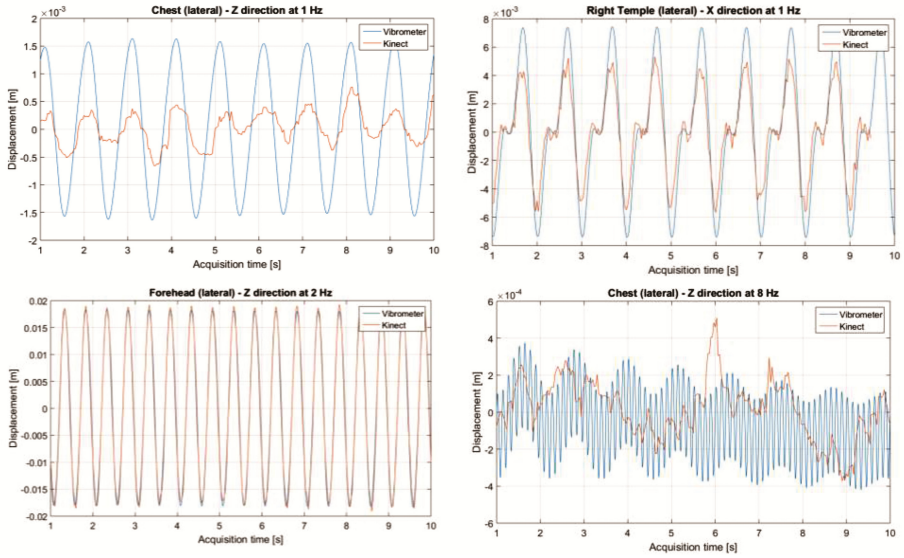 Chest (lateral) - Z direction at 1 Hz
×10⁻³
2
1.5
1
0.5
0
-0.5
-1
-1.5
-2
Displacement [m]
Vibrometer
Kinect
1 2 3 4 5 6 7 8 9 10
Acquisition time [s]
Right Temple (lateral) - X direction at 1 Hz
×10⁻³
8
6
4
2
0
-2
-4
-6
-8
Displacement [m]
Vibrometer
Kinect
1 2 3 4 5 6 7 8 9 10
Acquisition time [s]
Forehead (lateral) - Z direction at 2 Hz
0.02
0.015
0.01
0.005
0
-0.005
-0.01
-0.015
-0.02
Displacement [m]
Vibrometer
Kinect
1 2 3 4 5 6 7 8 9 10
Acquisition time [s]
Chest (lateral) - Z direction at 8 Hz
×10⁻⁴
6
4
2
0
-2
-4
-6
Displacement [m]
Vibrometer
Kinect
1 2 3 4 5 6 7 8 9 10
Acquisition time [s]